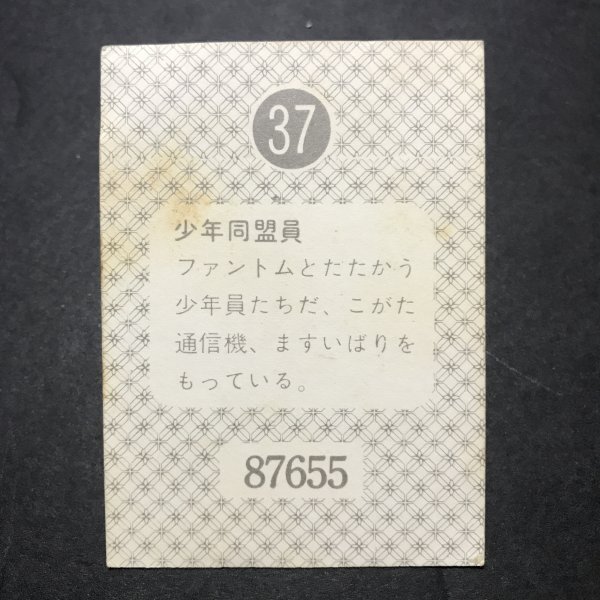 37
少年同盟員
ファントムとたたかう
少年員たちだ、こがた
通信機、ますいばりを
もっている。
87655